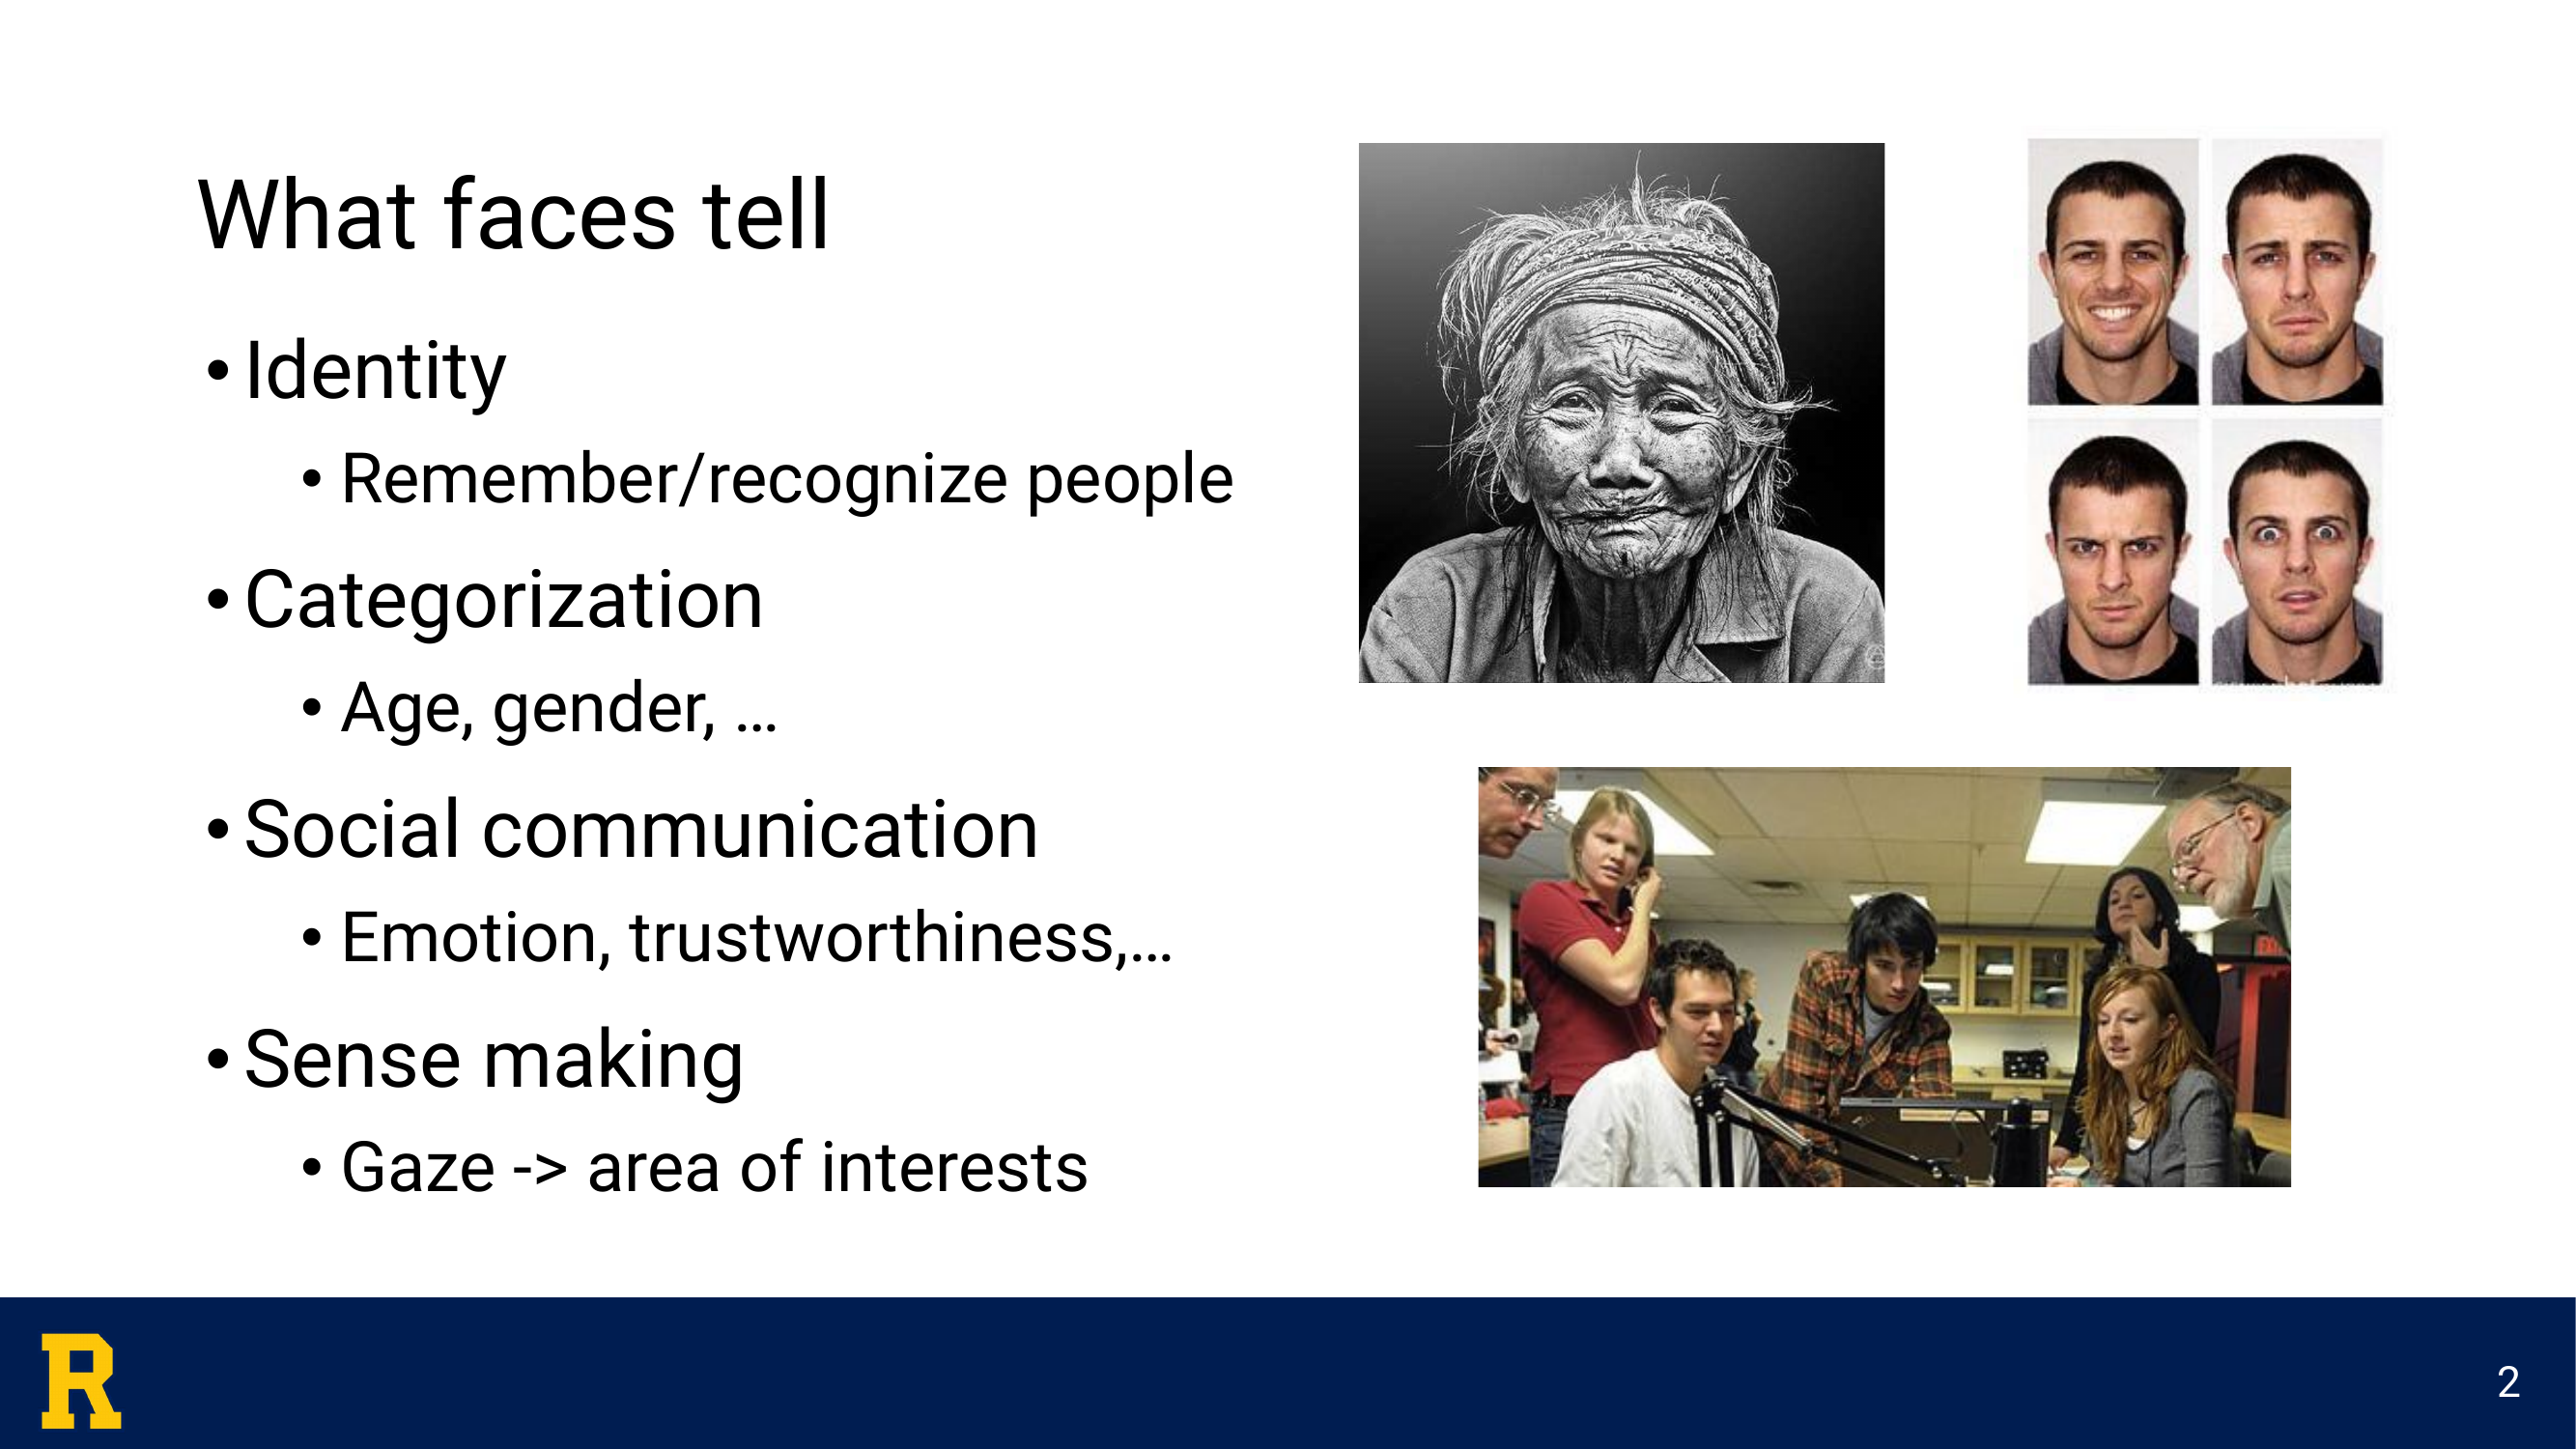 What faces tell
• Identity
• Remember/recognize people
• Categorization
• Age, gender, ...
• Social communication
• Emotion, trustworthiness,...
• Sense making
• Gaze -> area of interests
R
2